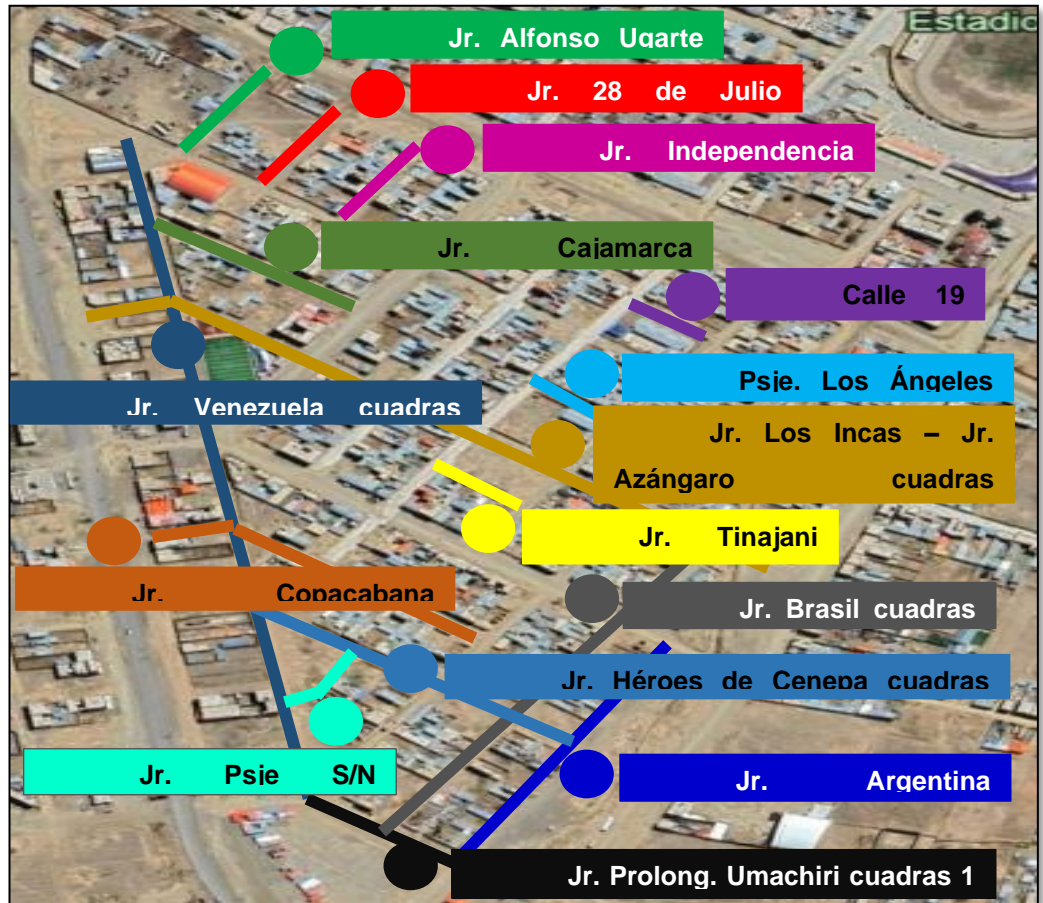 Estadio
Jr. Alfonso Ugarte
Jr. 28 de Julio
Jr. Independencia
Jr. Cajamarca
Calle 19
Psje. Los Ángeles
Jr. Venezuela cuadras
Jr. Los Incas – Jr.
Azángaro cuadras
Jr. Tinajani
Jr. Copacabana
Jr. Brasil cuadras
Jr. Héroes de Cenepa cuadras
Jr. Psje S/N
Jr. Argentina
Jr. Prolong. Umachiri cuadras 1